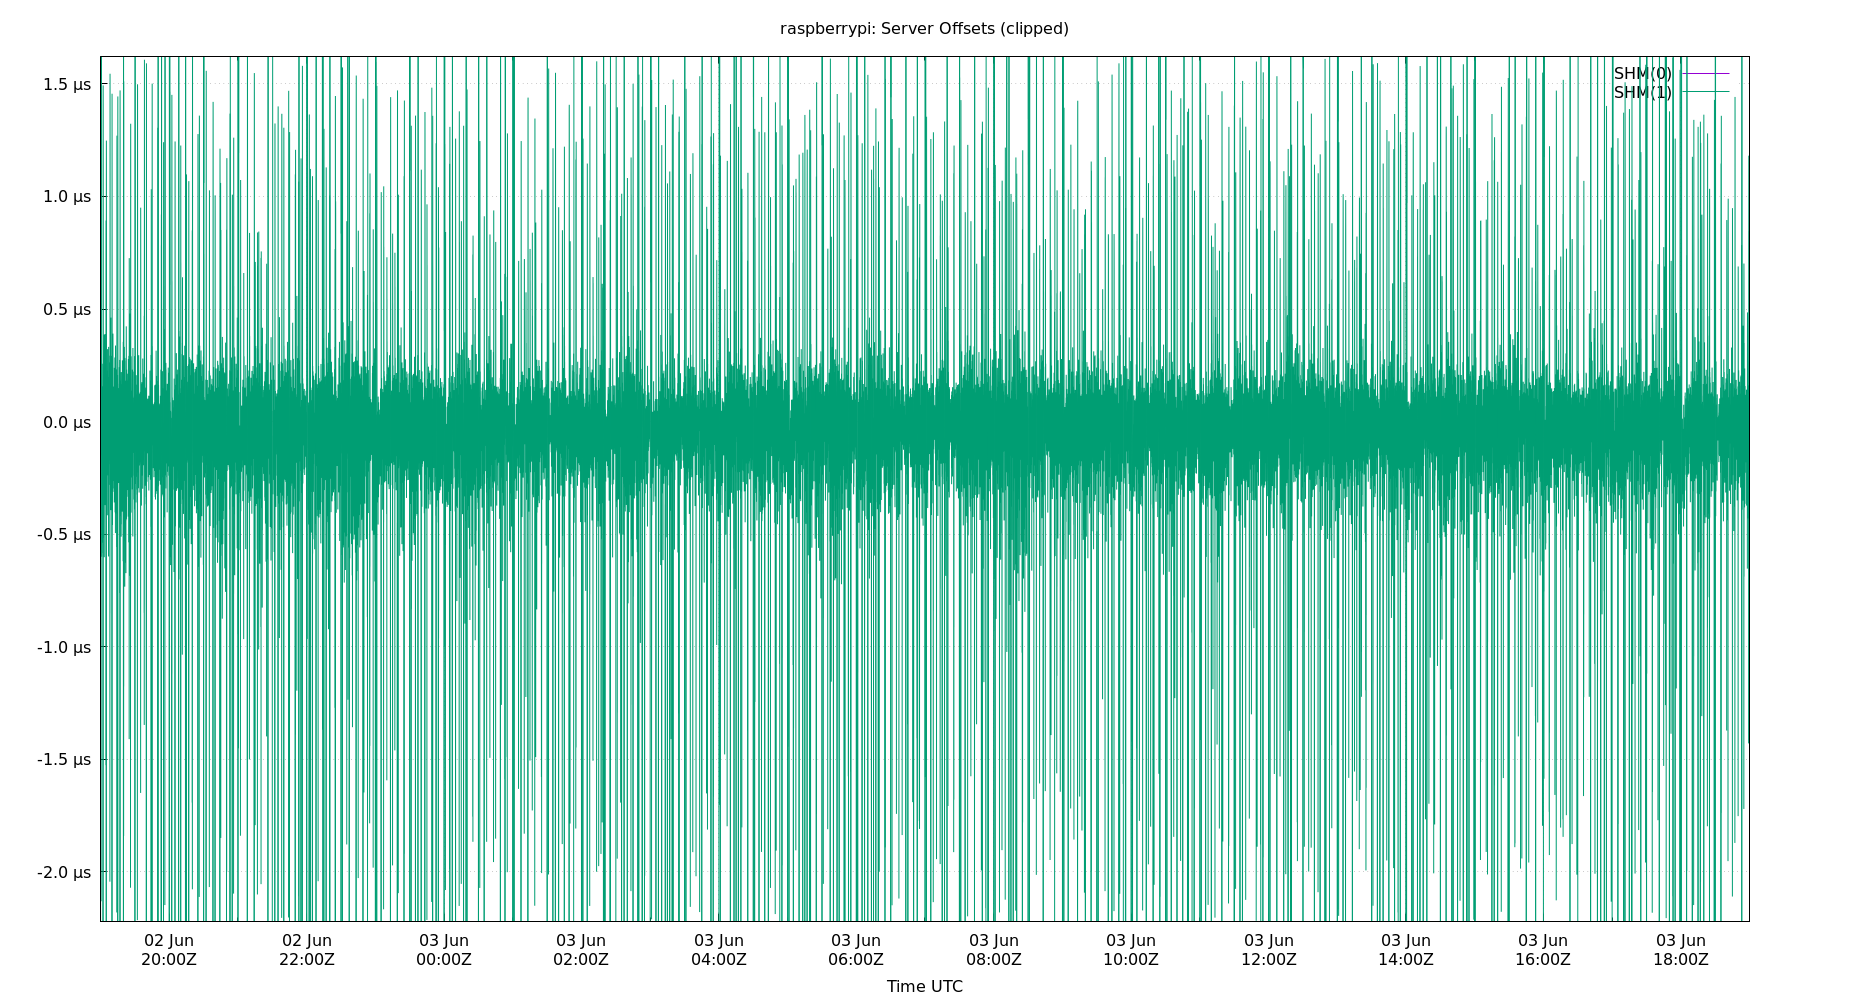 raspberrypi: Server Offsets (clipped)
SHM(0)
SHM(1)
1.5 μs
1.0 μs
0.5 μs
0.0 μs
-0.5 μs
-1.0 μs
-1.5 μs
-2.0 μs
02 Jun 02 Jun 03 Jun 03 Jun 03 Jun 03 Jun 03 Jun 03 Jun 03 Jun 03 Jun 03 Jun 03 Jun
20:00Z 22:00Z 00:00Z 02:00Z 04:00Z 06:00Z 08:00Z 10:00Z 12:00Z 14:00Z 16:00Z 18:00Z
Time UTC